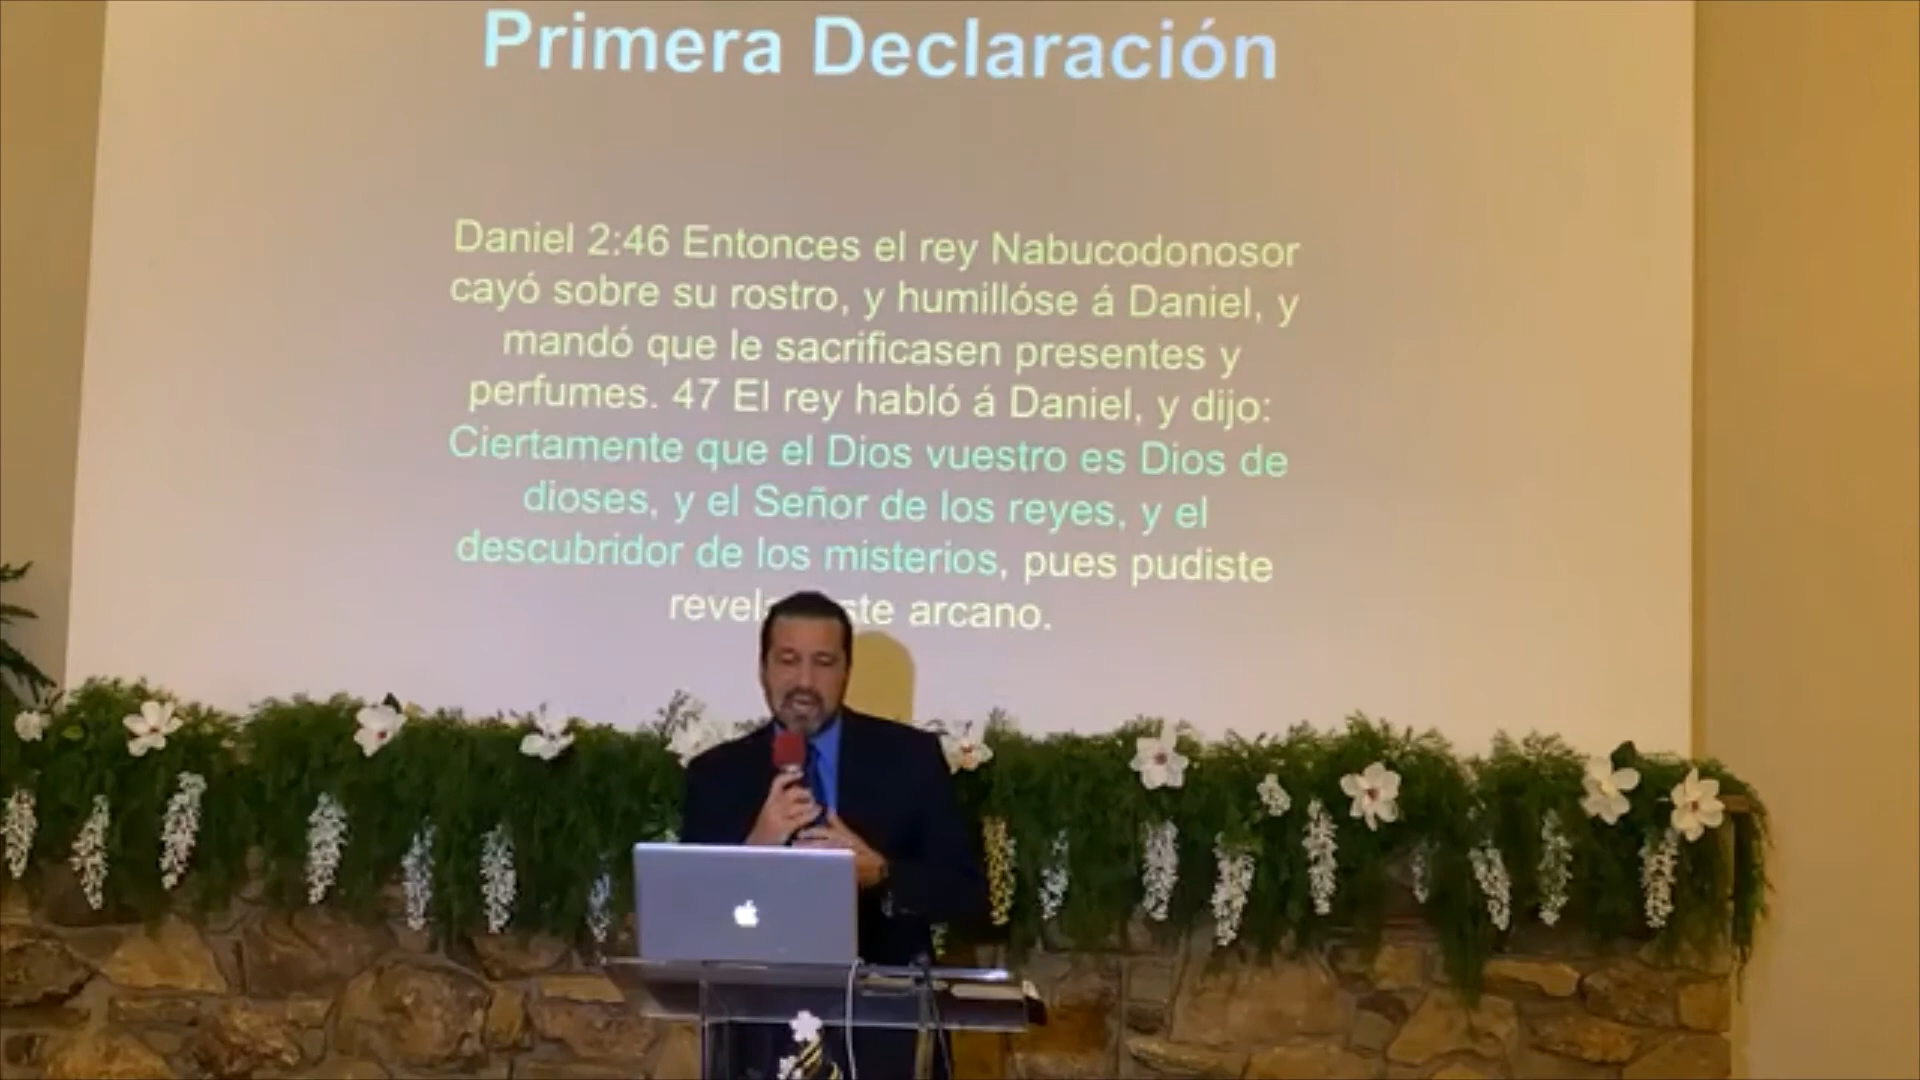 Primera Declaración
Daniel 2:46 Entonces el rey Nabucodonosor
cayó sobre su rostro, y humillóse á Daniel, y
mandó que le sacrificasen presentes y
perfumes. 47 El rey habló á Daniel, y dijo:
Ciertamente que el Dios vuestro es Dios de
dioses, y el Señor de los reyes, y el
descubridor de los misterios, pues pudiste
arcano.